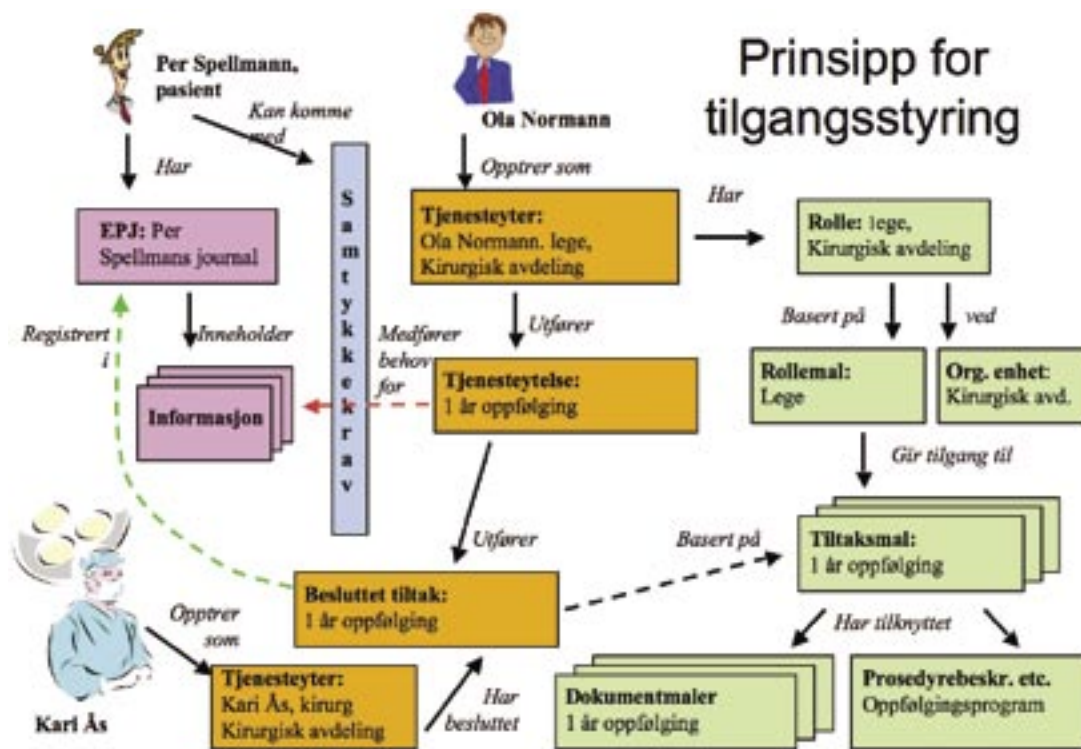 Prinsipp for
tilgangsstyring
Per Spellmann,
pasient
Kan komme
med
Ola Normann
Har
Opptrer som
Samtykkekrav
EPJ: Per
Spellmans journal
Tjenesteyter:
Ola Normann. lege,
Kirurgisk avdeling
Har
Rolle: lege,
Kirurgisk avdeling
Registrert
i
Inneholder
Medfører
behov
for
Utfører
Basert på
ved
Informasjon
Tjenesteytelse:
1 år oppfølging
Rollemal:
Lege
Org. enhet:
Kirurgisk avd.
Gir tilgang til
Utfører
Basert på
Tiltaksmal:
1 år oppfølging
Besluttet tiltak:
1 år oppfølging
Opptrer
som
Har tilknyttet
Kari Ås
Tjenesteyter:
Kari Ås, kirurg
Kirurgisk avdeling
Har
besluttet
Dokumentmaler
1 år oppfølging
Prosedyrebeskr. etc.
Oppfølgingsprogram